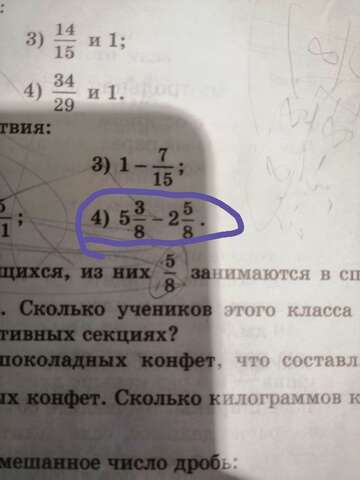 3) 14/15 и 1;
4) 34/29 и 1.
ствия:
3) 1 − 7/15;
4) 5 3/8 − 2 5/8.
щихся, из них 5/8 занимаются в сп
. Сколько учеников этого класса
тивных секциях?
шоколадных конфет, что составл
ых конфет. Сколько килограммов к
мешанное число дробь: